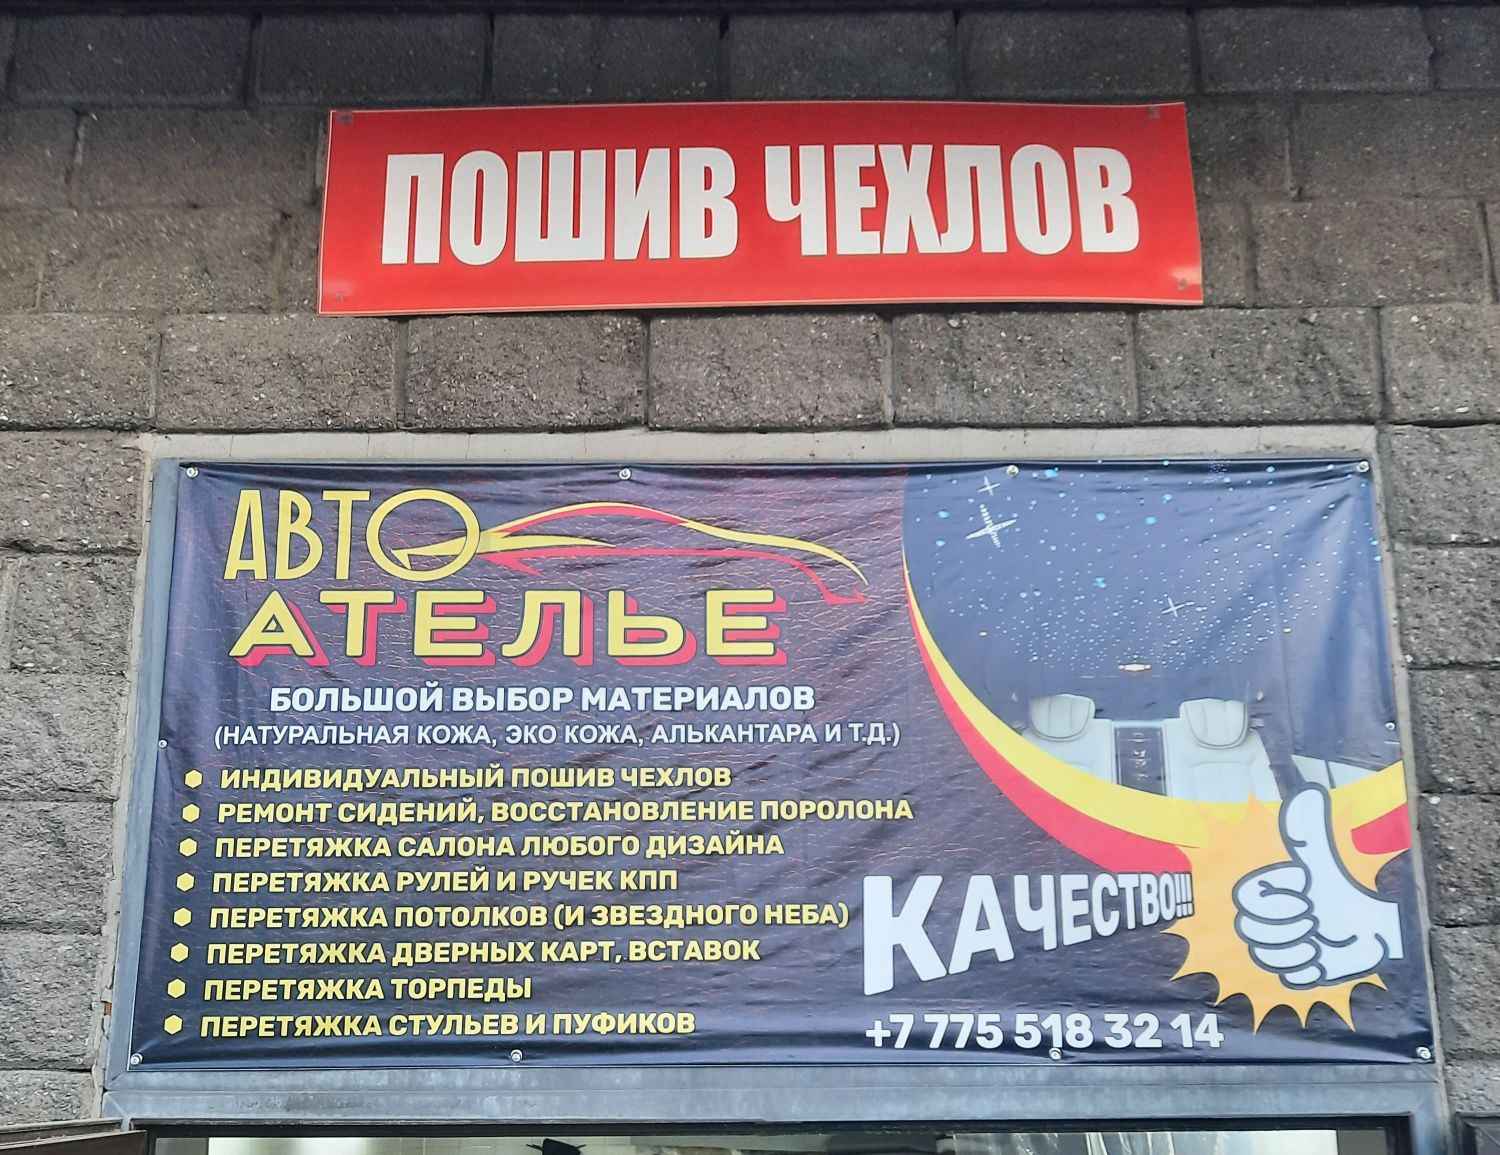 ПОШИВ ЧЕХЛОВ
АВТО
АТЕЛЬЕ
БОЛЬШОЙ ВЫБОР МАТЕРИАЛОВ
(НАТУРАЛЬНАЯ КОЖА, ЭКО КОЖА, АЛЬКАНТАРА И Т.Д.)
ИНДИВИДУАЛЬНЫЙ ПОШИВ ЧЕХЛОВ
РЕМОНТ СИДЕНИЙ, ВОССТАНОВЛЕНИЕ ПОРОЛОНА
ПЕРЕТЯЖКА САЛОНА ЛЮБОГО ДИЗАЙНА
ПЕРЕТЯЖКА РУЛЕЙ И РУЧЕК КПП
ПЕРЕТЯЖКА ПОТОЛКОВ (И ЗВЕЗДНОГО НЕБА)
ПЕРЕТЯЖКА ДВЕРНЫХ КАРТ, ВСТАВОК
ПЕРЕТЯЖКА ТОРПЕДЫ
ПЕРЕТЯЖКА СТУЛЬЕВ И ПУФИКОВ
КАЧЕСТВО!!!
+7 775 518 32 14